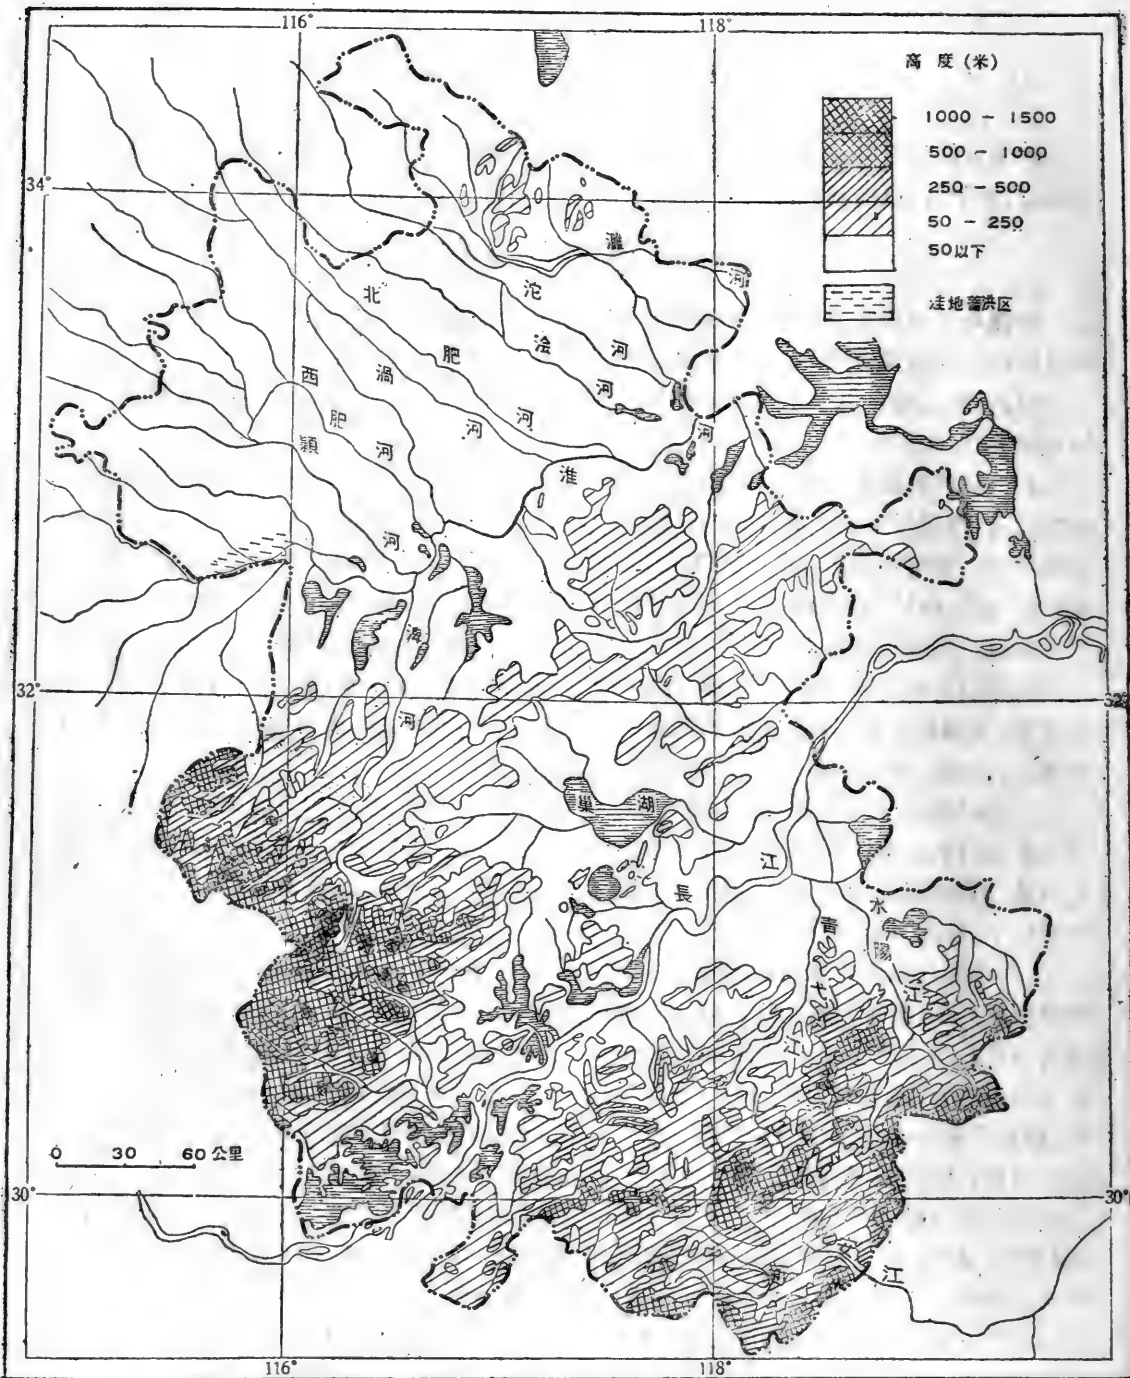 116°
118°
高度(米)
1000 - 1500
500 - 1000
250 - 500
50 - 250
50以下
洼地蓄洪区
34°
濉
河
北
沱
肥
浍
河
西
渦
河
肥
河
河
河
潁
河
淮
河
淠
32°
32°
河
巢
湖
江
長
水
青
陽
弋
江
江
0 30 60公里
30°
30°
江
116°
118°